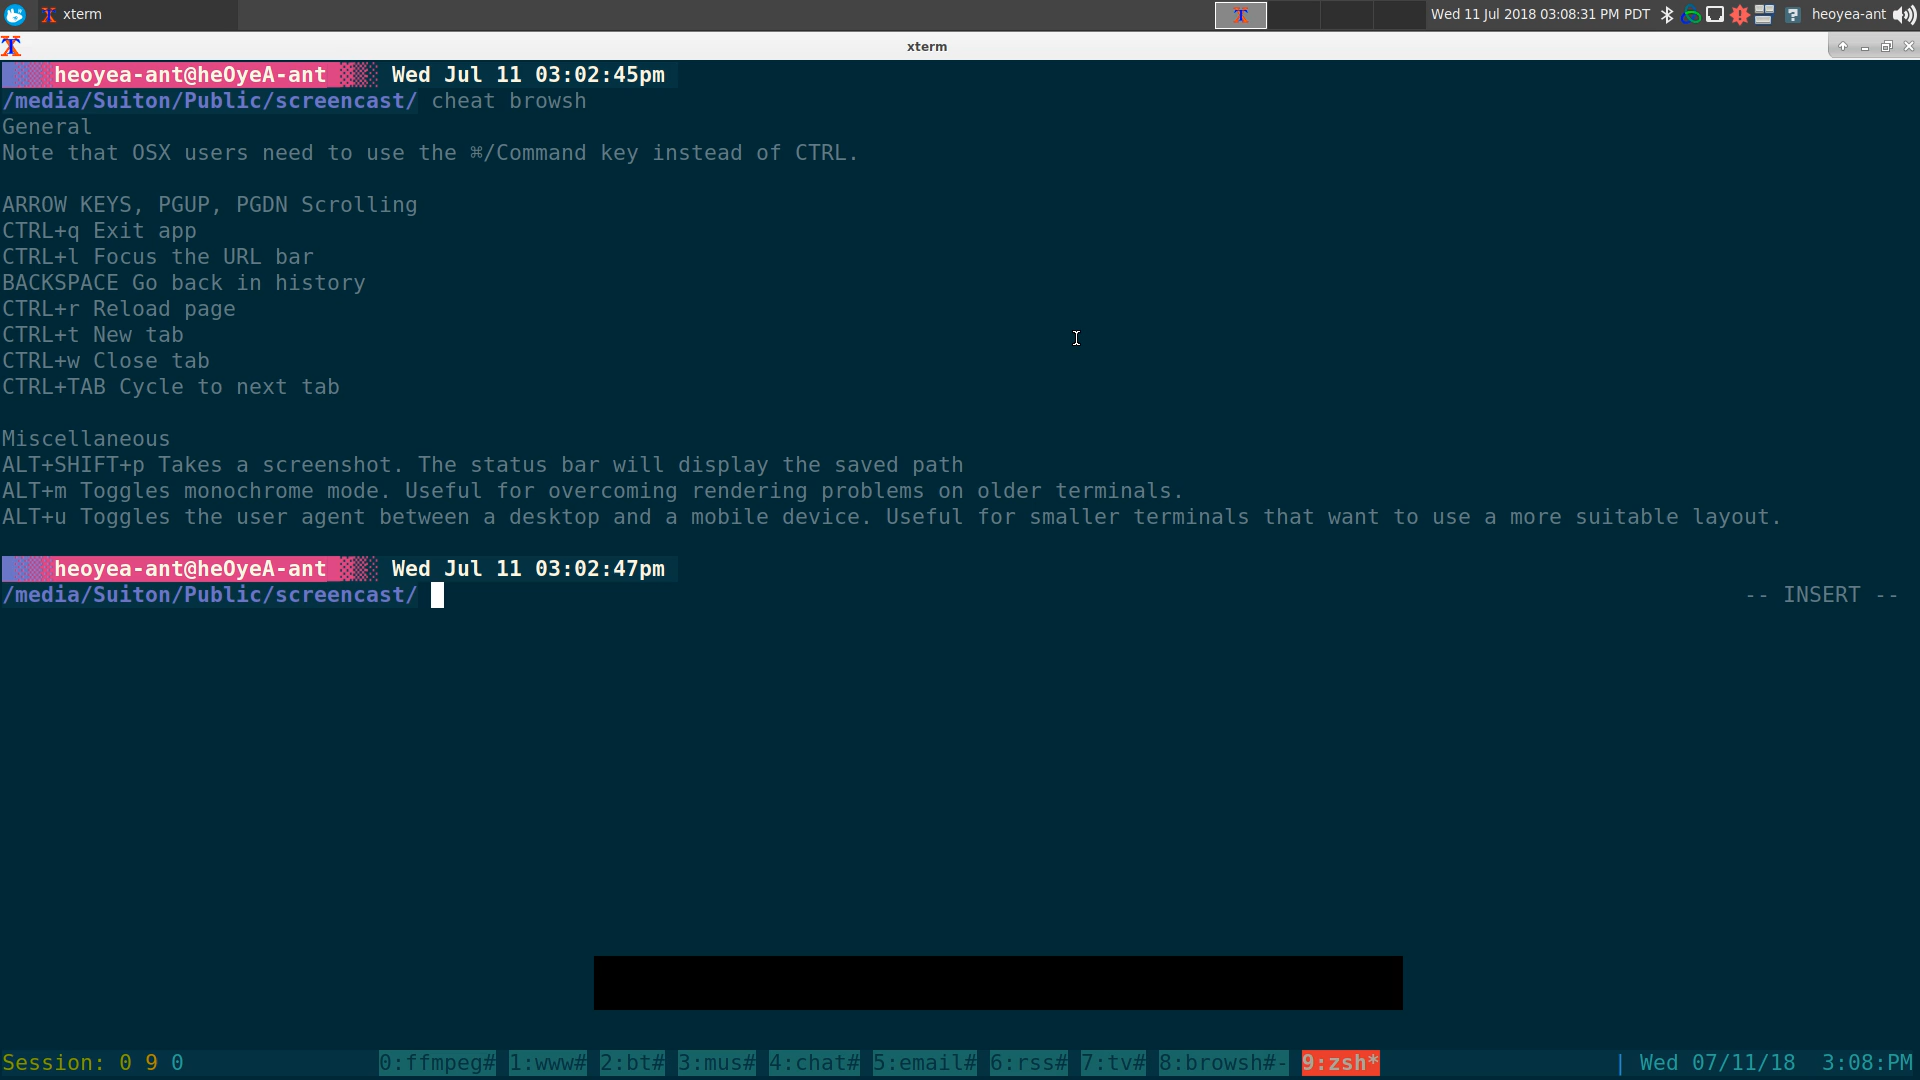 xterm
Wed 11 Jul 2018 03:08:31 PM PDT
heoyea-ant
xterm
heoyea-ant@heOyeA-ant Wed Jul 11 03:02:45pm
/media/Suiton/Public/screencast/ cheat browsh
General
Note that OSX users need to use the ⌘/Command key instead of CTRL.
ARROW KEYS, PGUP, PGDN Scrolling
CTRL+q Exit app
CTRL+l Focus the URL bar
BACKSPACE Go back in history
CTRL+r Reload page
CTRL+t New tab
CTRL+w Close tab
CTRL+TAB Cycle to next tab
Miscellaneous
ALT+SHIFT+p Takes a screenshot. The status bar will display the saved path
ALT+m Toggles monochrome mode. Useful for overcoming rendering problems on older terminals.
ALT+u Toggles the user agent between a desktop and a mobile device. Useful for smaller terminals that want to use a more suitable layout.
heoyea-ant@heOyeA-ant Wed Jul 11 03:02:47pm
/media/Suiton/Public/screencast/ -- INSERT --
Session: 0 9 0 0:ffmpeg# 1:www# 2:bt# 3:mus# 4:chat# 5:email# 6:rss# 7:tv# 8:browsh#- 9:zsh* | Wed 07/11/18 3:08:PM